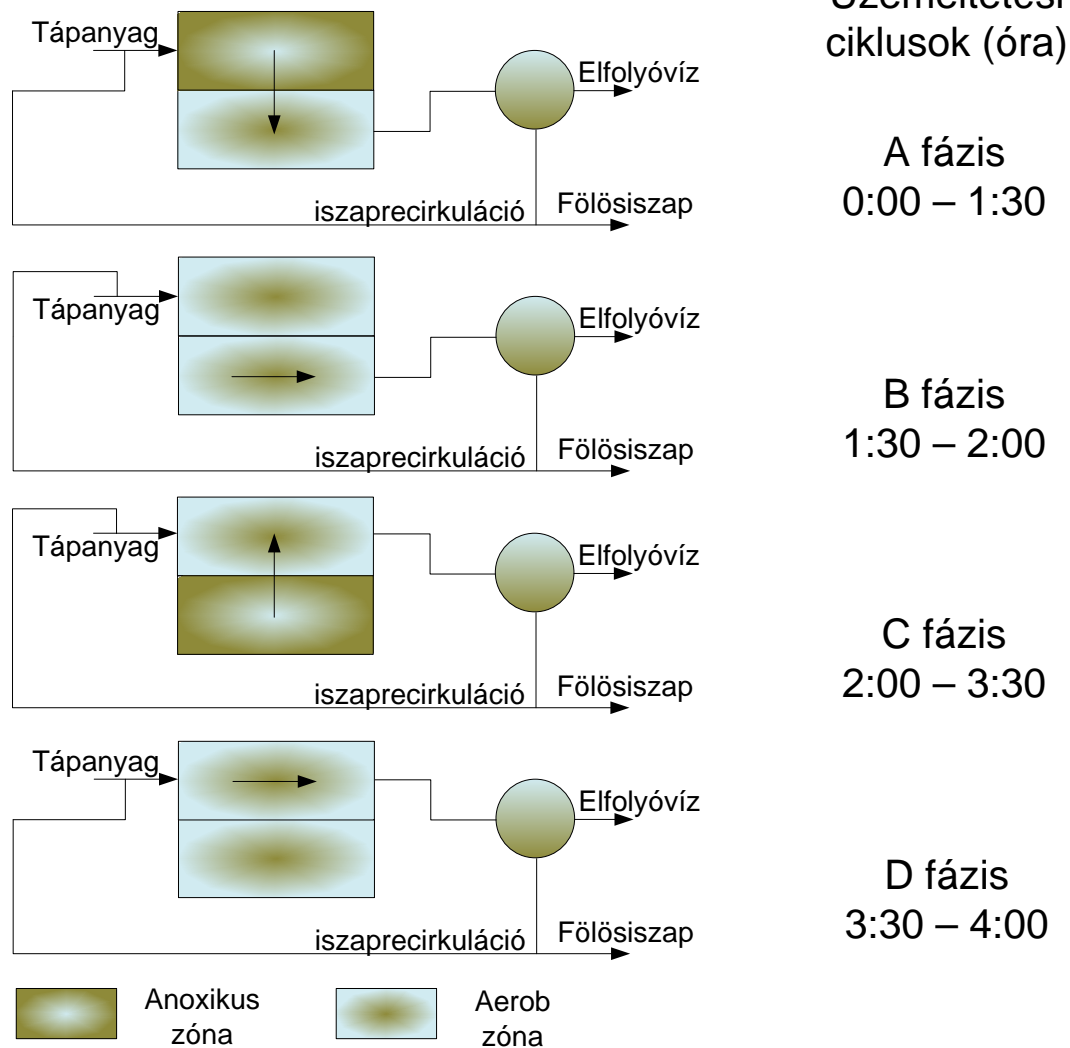 Üzemeltetési
ciklusok (óra)
Tápanyag
Elfolyóvíz
iszaprecirkuláció
Fölösiszap
A fázis
0:00 – 1:30
Tápanyag
Elfolyóvíz
iszaprecirkuláció
Fölösiszap
B fázis
1:30 – 2:00
Tápanyag
Elfolyóvíz
iszaprecirkuláció
Fölösiszap
C fázis
2:00 – 3:30
Tápanyag
Elfolyóvíz
iszaprecirkuláció
Fölösiszap
D fázis
3:30 – 4:00
Anoxikus
zóna
Aerob
zóna